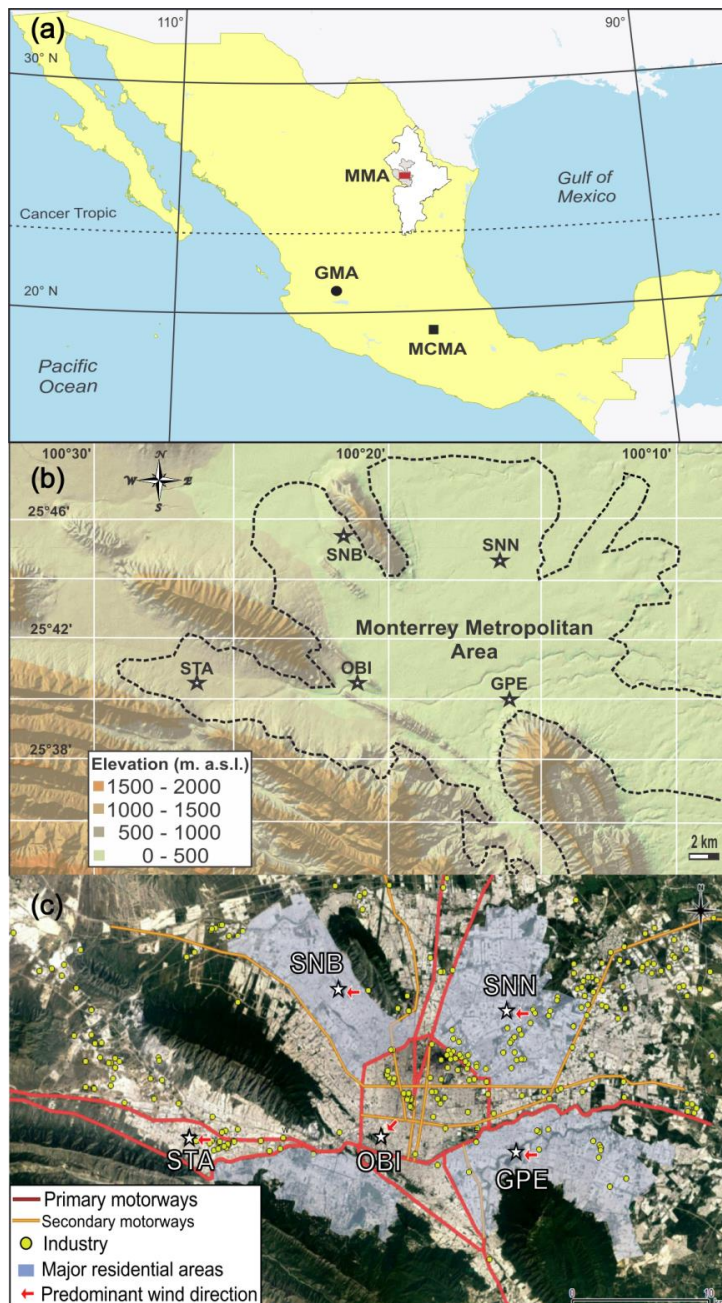 (a)
110°
90°
30° N
MMA
Gulf of
Mexico
Cancer Tropic
GMA
20° N
MCMA
Pacific
Ocean
100°30'
100°20'
100°10'
(b)
N
W
E
S
25°46'
SNB
SNN
25°42'
Monterrey Metropolitan
Area
STA
OBI
GPE
25°38'
Elevation (m. a.s.l.)
1500 - 2000
1000 - 1500
500 - 1000
0 - 500
2 km
(c)
SNB
SNN
STA
OBI
GPE
Primary motorways
Secondary motorways
Industry
Major residential areas
Predominant wind direction
0
10